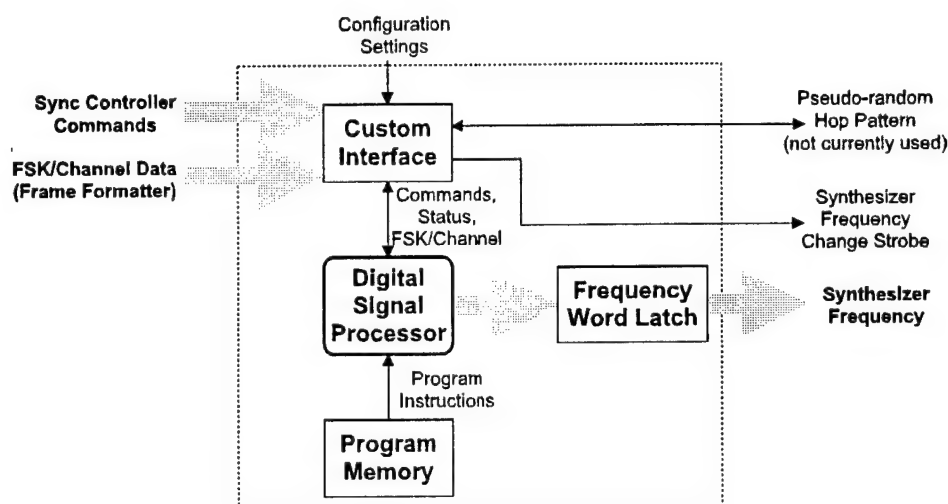 Configuration
Settings
Sync Controller
Commands
Custom
Interface
Pseudo-random
Hop Pattern
(not currently used)
FSK/Channel Data
(Frame Formatter)
Commands,
Status,
FSK/Channel
Synthesizer
Frequency
Change Strobe
Digital
Signal
Processor
Frequency
Word Latch
Synthesizer
Frequency
Program
Instructions
Program
Memory